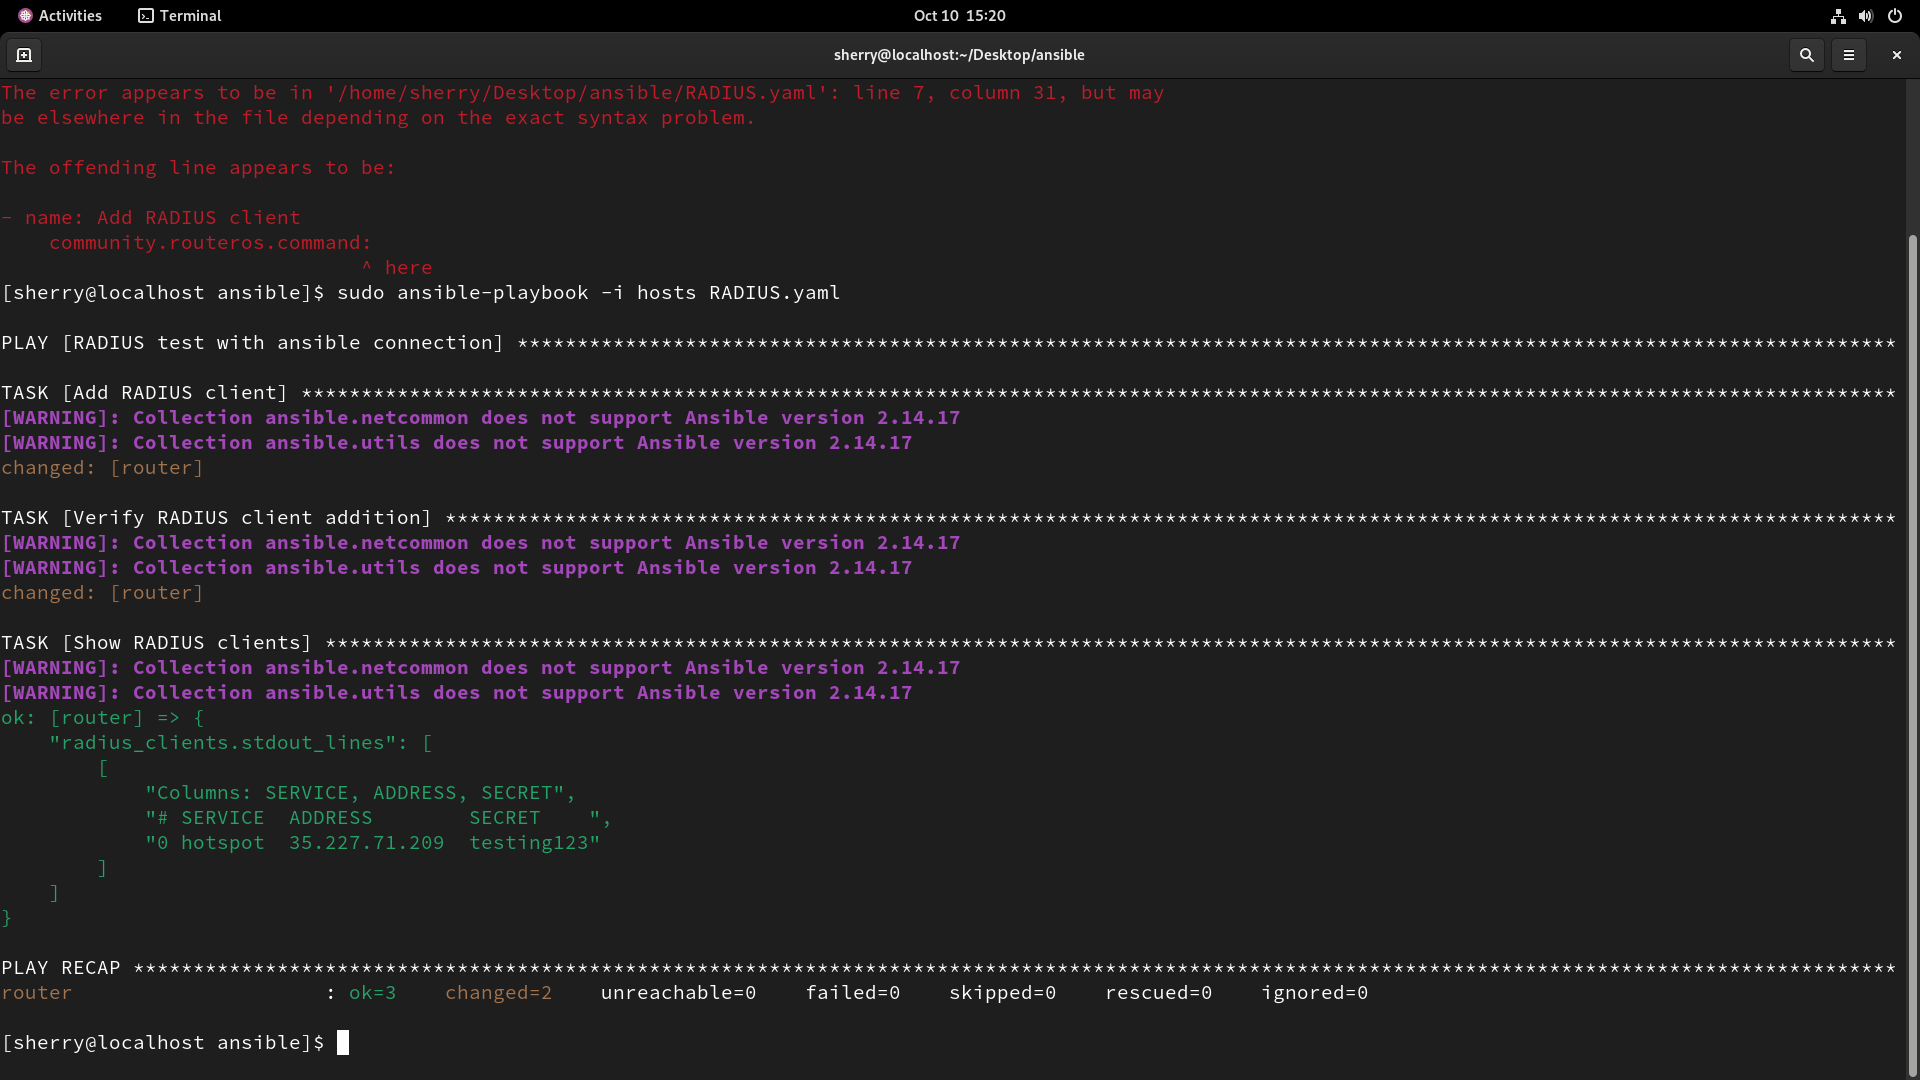 Activities Terminal Oct 10 15:20
sherry@localhost:~/Desktop/ansible
The error appears to be in '/home/sherry/Desktop/ansible/RADIUS.yaml': line 7, column 31, but may
be elsewhere in the file depending on the exact syntax problem.
The offending line appears to be:
- name: Add RADIUS client
    community.routeros.command:
                              ^ here
[sherry@localhost ansible]$ sudo ansible-playbook -i hosts RADIUS.yaml
PLAY [RADIUS test with ansible connection] *******************************************************************************************************************
TASK [Add RADIUS client] *************************************************************************************************************************************
[WARNING]: Collection ansible.netcommon does not support Ansible version 2.14.17
[WARNING]: Collection ansible.utils does not support Ansible version 2.14.17
changed: [router]
TASK [Verify RADIUS client addition] *************************************************************************************************************************
[WARNING]: Collection ansible.netcommon does not support Ansible version 2.14.17
[WARNING]: Collection ansible.utils does not support Ansible version 2.14.17
changed: [router]
TASK [Show RADIUS clients] ***********************************************************************************************************************************
[WARNING]: Collection ansible.netcommon does not support Ansible version 2.14.17
[WARNING]: Collection ansible.utils does not support Ansible version 2.14.17
ok: [router] => {
    "radius_clients.stdout_lines": [
        [
            "Columns: SERVICE, ADDRESS, SECRET",
            "# SERVICE  ADDRESS        SECRET    ",
            "0 hotspot  35.227.71.209  testing123"
        ]
    ]
}
PLAY RECAP ***************************************************************************************************************************************************
router                     : ok=3    changed=2    unreachable=0    failed=0    skipped=0    rescued=0    ignored=0
[sherry@localhost ansible]$